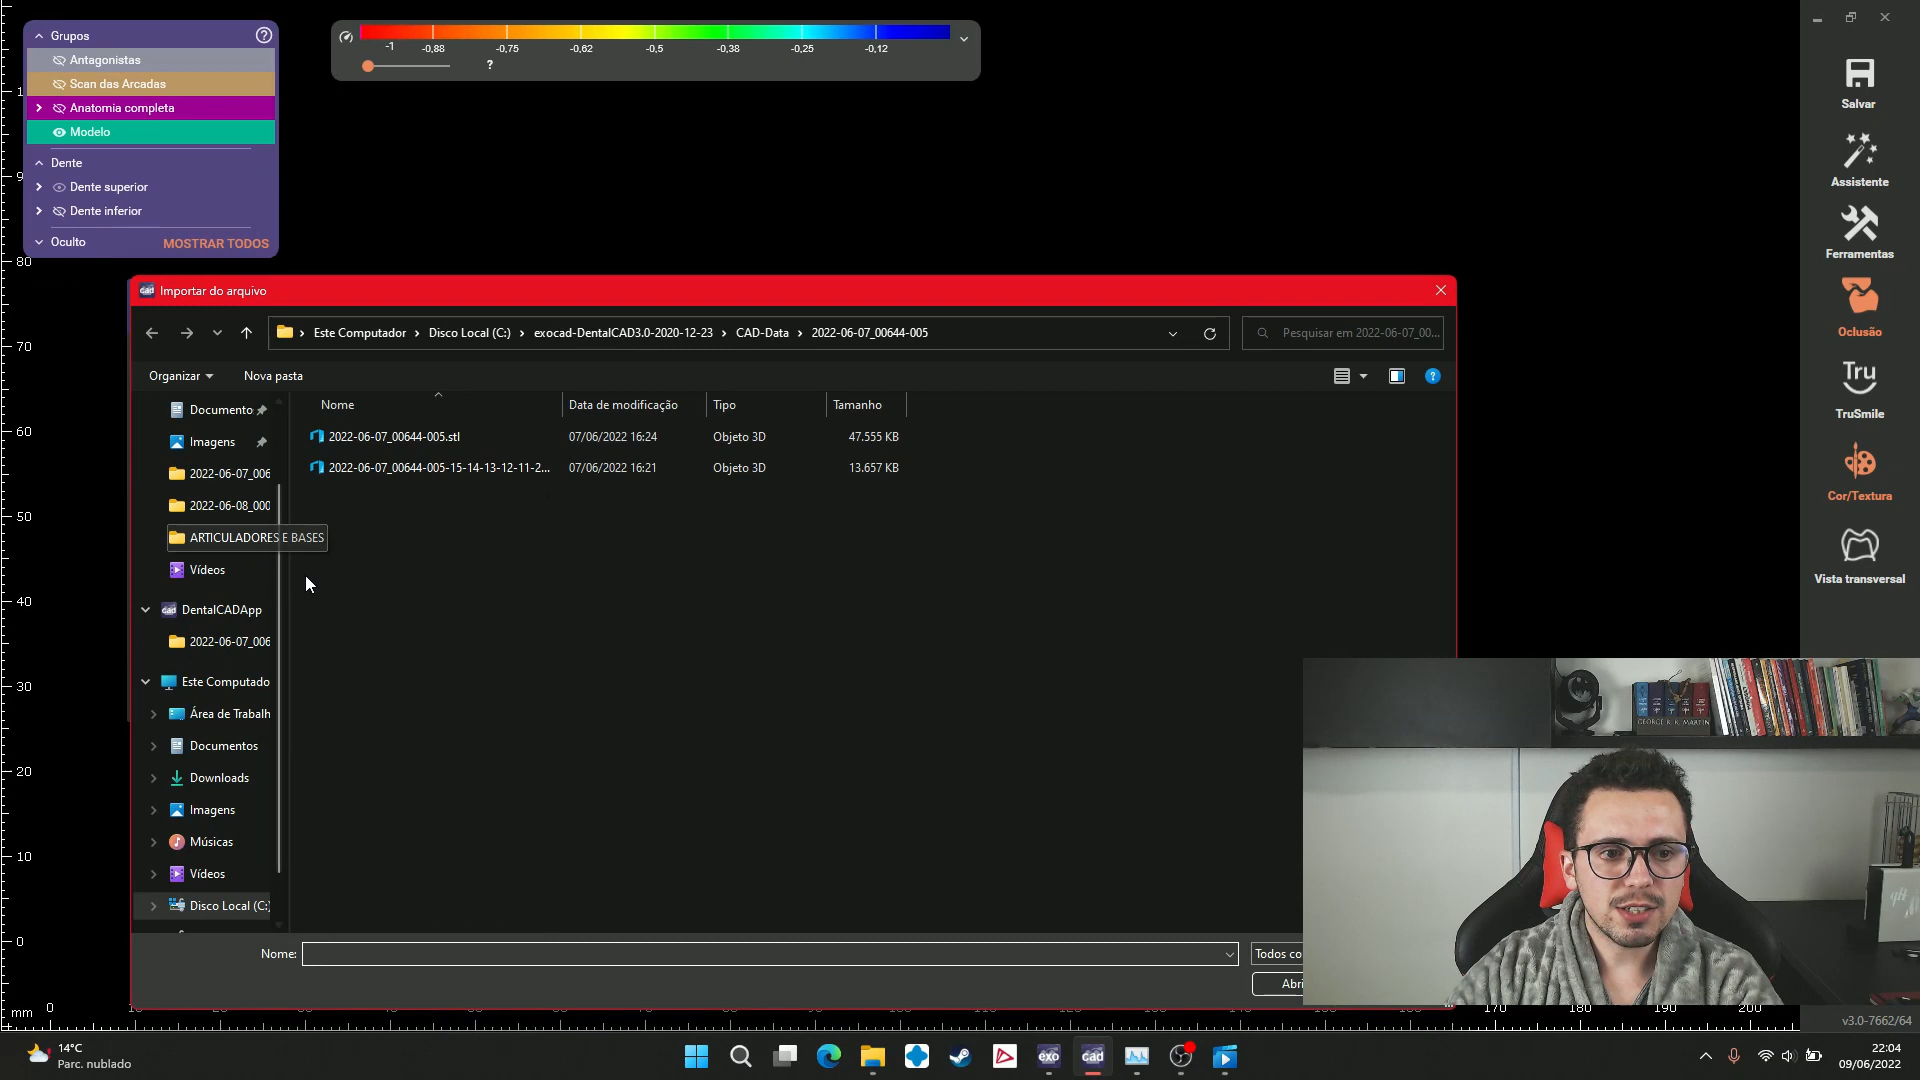 Grupos
Antagonistas
Scan das Arcadas
Anatomia completa
Modelo
Dente
Dente superior
Dente inferior
Oculto MOSTRAR TODOS
-1 -0,88 -0,75 -0,62 -0,5 -0,38 -0,25 -0,12
?
Salvar
Assistente
Ferramentas
Oclusão
Tru
TruSmile
Cor/Textura
Vista transversal
cad Importar do arquivo
Este Computador > Disco Local (C:) > exocad-DentalCAD3.0-2020-12-23 > CAD-Data > 2022-06-07_00644-005
Pesquisar em 2022-06-07_00...
Organizar Nova pasta
?
Nome Data de modificação Tipo Tamanho
2022-06-07_00644-005.stl 07/06/2022 16:24 Objeto 3D 47.555 KB
2022-06-07_00644-005-15-14-13-12-11-2... 07/06/2022 16:21 Objeto 3D 13.657 KB
Documento
Imagens
2022-06-07_006
2022-06-08_000
ARTICULADORES E BASES
Vídeos
cad DentalCADApp
2022-06-07_006
Este Computado
Área de Trabalh
Documentos
Downloads
Imagens
Músicas
Vídeos
Disco Local (C:)
Nome:
Todos co
Abri
80
70
60
50
40
30
20
10
0
mm 0
170 180 190 200
GEORGE R. R. MARTIN
v3.0-7662/64
14°C
Parc. nublado
exo cad
22:04
09/06/2022